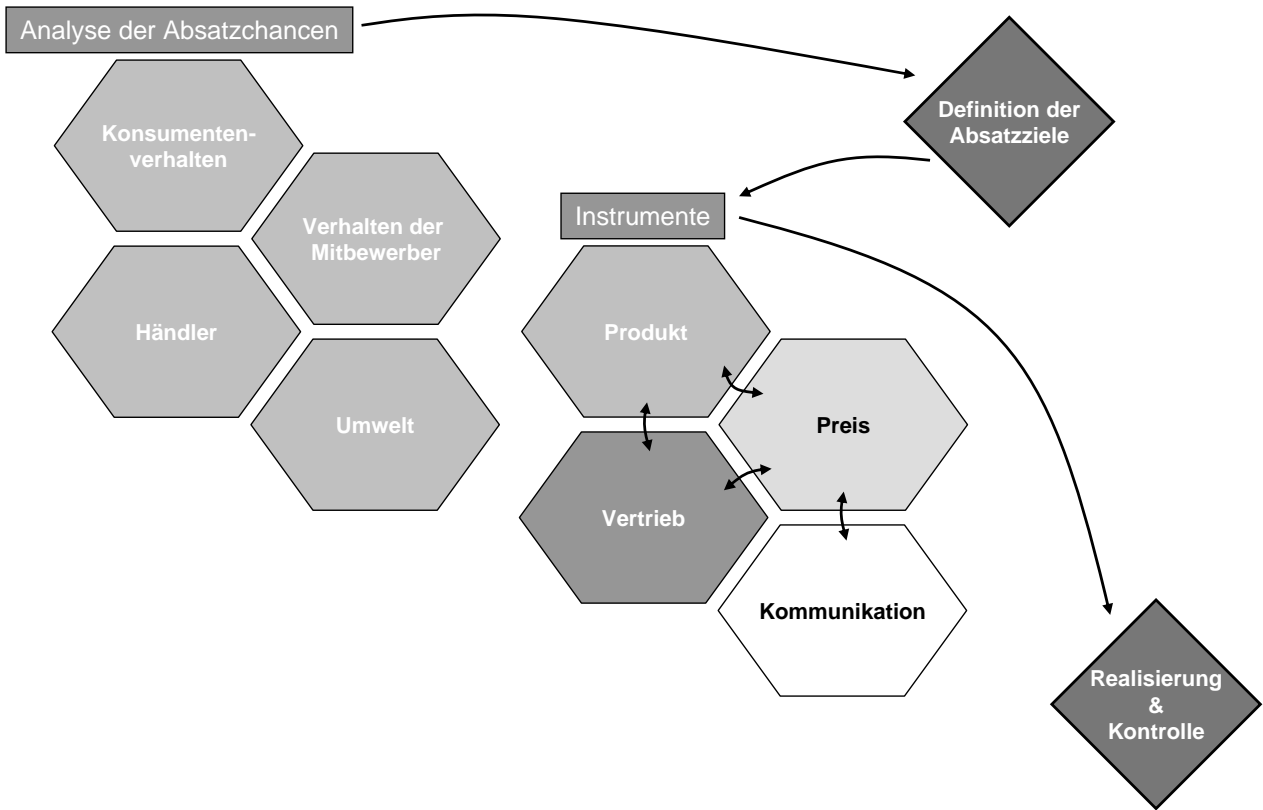 Analyse der Absatzchancen
Konsumenten-
verhalten
Verhalten der
Mitbewerber
Händler
Umwelt
Definition der
Absatzziele
Instrumente
Produkt
Preis
Vertrieb
Kommunikation
Realisierung
&
Kontrolle